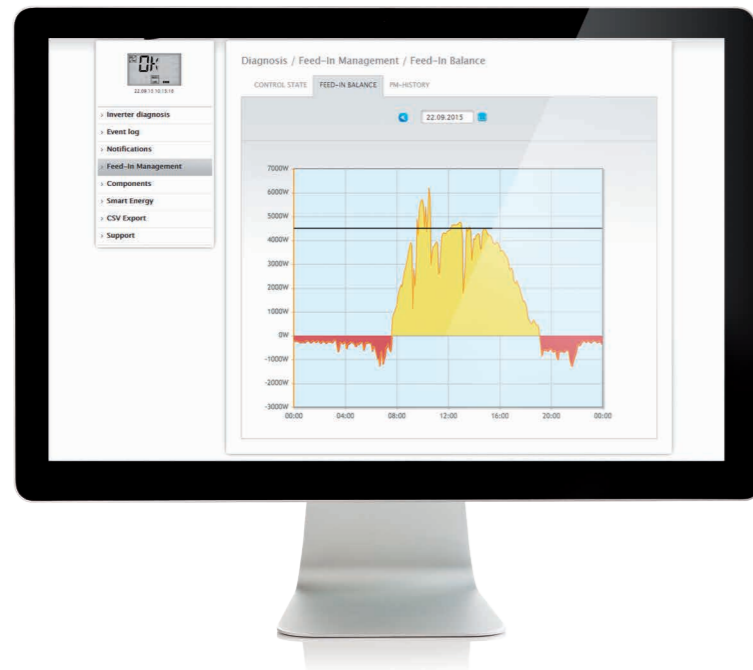 OK
22.09.15 10:15:18
Inverter diagnosis
Event log
Notifications
Feed-In Management
Components
Smart Energy
CSV Export
Support
Diagnosis / Feed-In Management / Feed-In Balance
CONTROL STATE FEED-IN BALANCE PM-HISTORY
22.09.2015
7000W
6000W
5000W
4000W
3000W
2000W
1000W
0W
-1000W
-2000W
-3000W
00:00 04:00 08:00 12:00 16:00 20:00 00:00